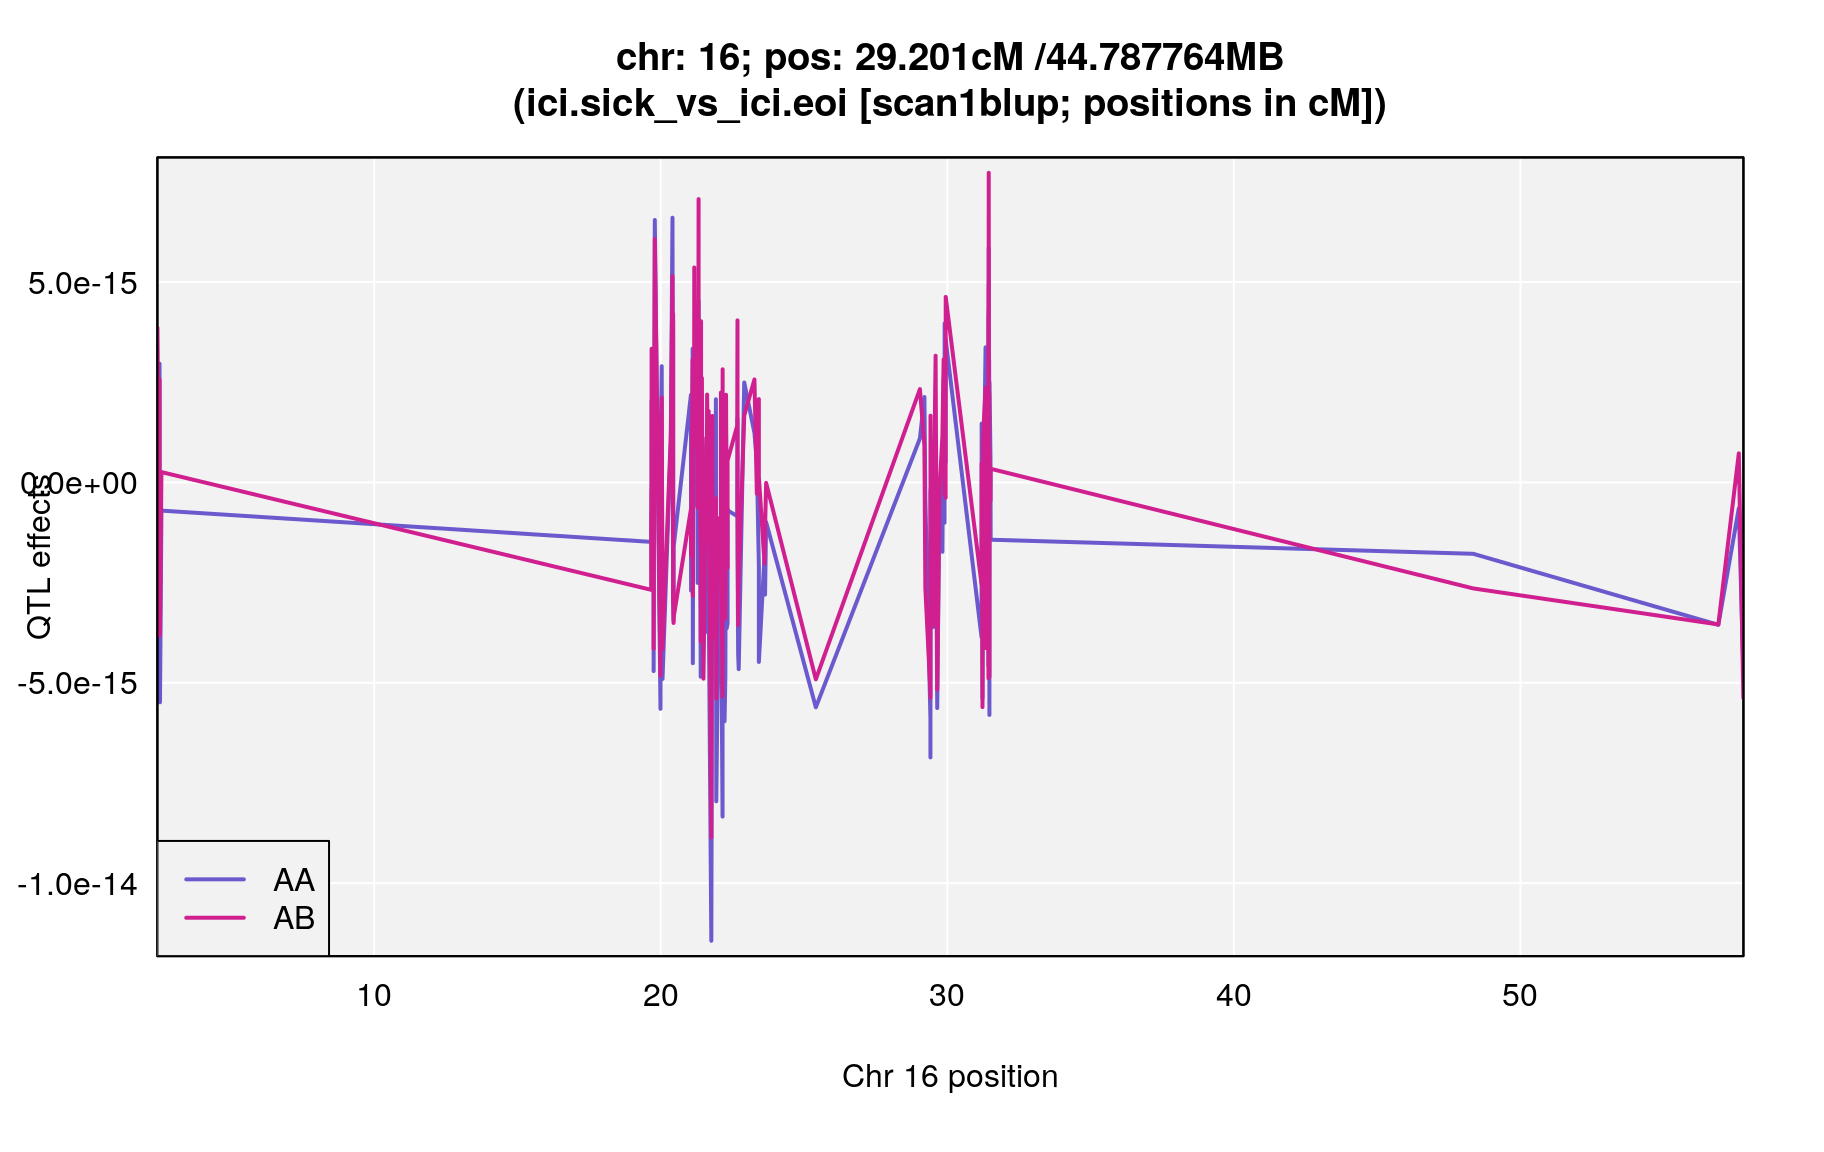 chr: 16; pos: 29.201cM /44.787764MB
(ici.sick_vs_ici.eoi [scan1blup; positions in cM])
5.0e-15
0.0e+00
-5.0e-15
-1.0e-14
QTL effects
AA
AB
10 20 30 40 50
Chr 16 position